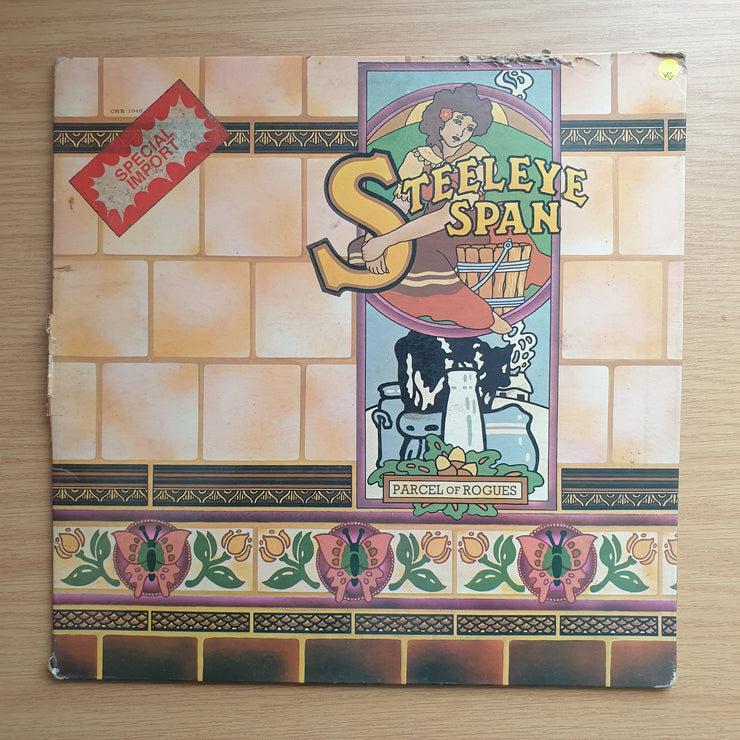 CHR 1046
SPECIAL
IMPORT
VG
STEELEYE
SPAN
PARCEL OF ROGUES